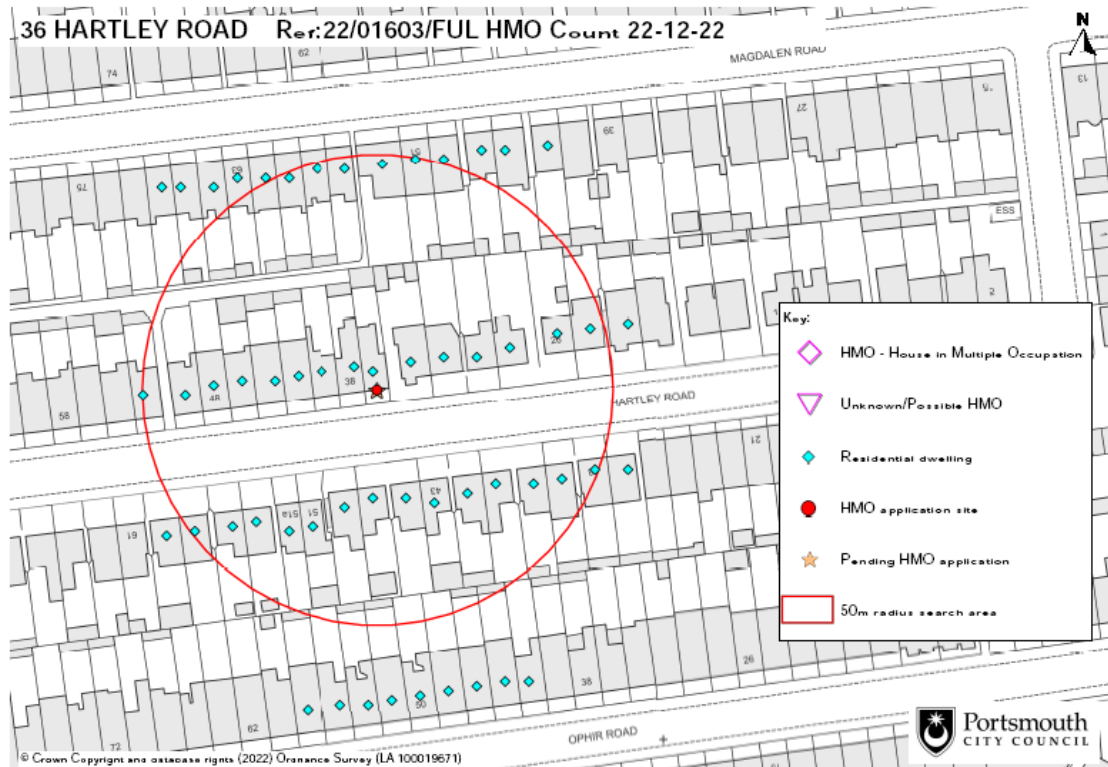 36 HARTLEY ROAD Ref:22/01603/FUL HMO Count 22-12-22
N
62
MAGDALEN ROAD
74
13
27
39
51
63
75
ESS
2
Key:
HMO - House in Multiple Occupation
Unknown/Possible HMO
Residential dwelling
HMO application site
Pending HMO application
50m radius search area
38
48
58
HARTLEY ROAD
21
43
51
51a
61
26
38
50
62
72
OPHIR ROAD
Portsmouth
CITY COUNCIL
© Crown Copyright and database rights (2022) Ordnance Survey (LA 100019671)